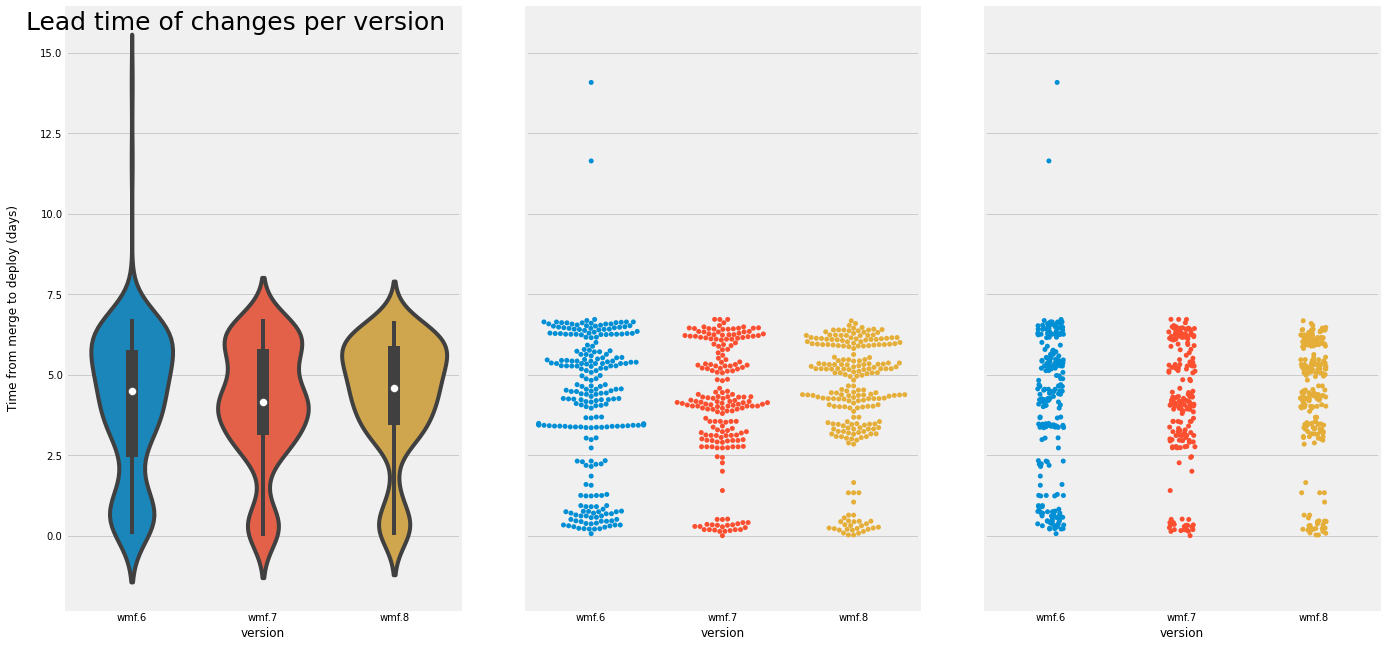 Lead time of changes per version
Time from merge to deploy (days)
15.0
12.5
10.0
7.5
5.0
2.5
0.0
wmf.6 wmf.7 wmf.8
version
wmf.6 wmf.7 wmf.8
version
wmf.6 wmf.7 wmf.8
version